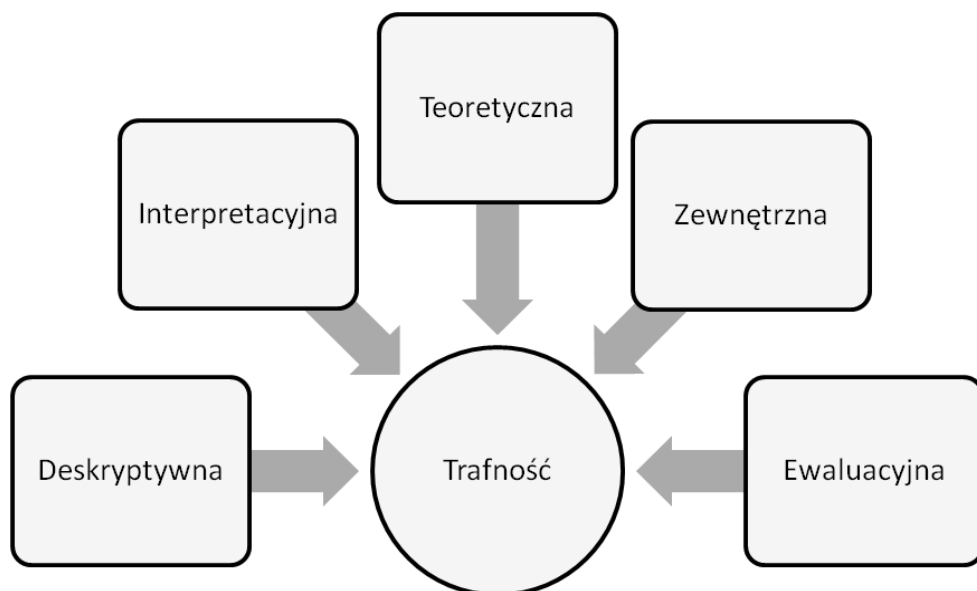 Teoretyczna
Interpretacyjna
Zewnętrzna
Deskryptywna
Trafność
Ewaluacyjna